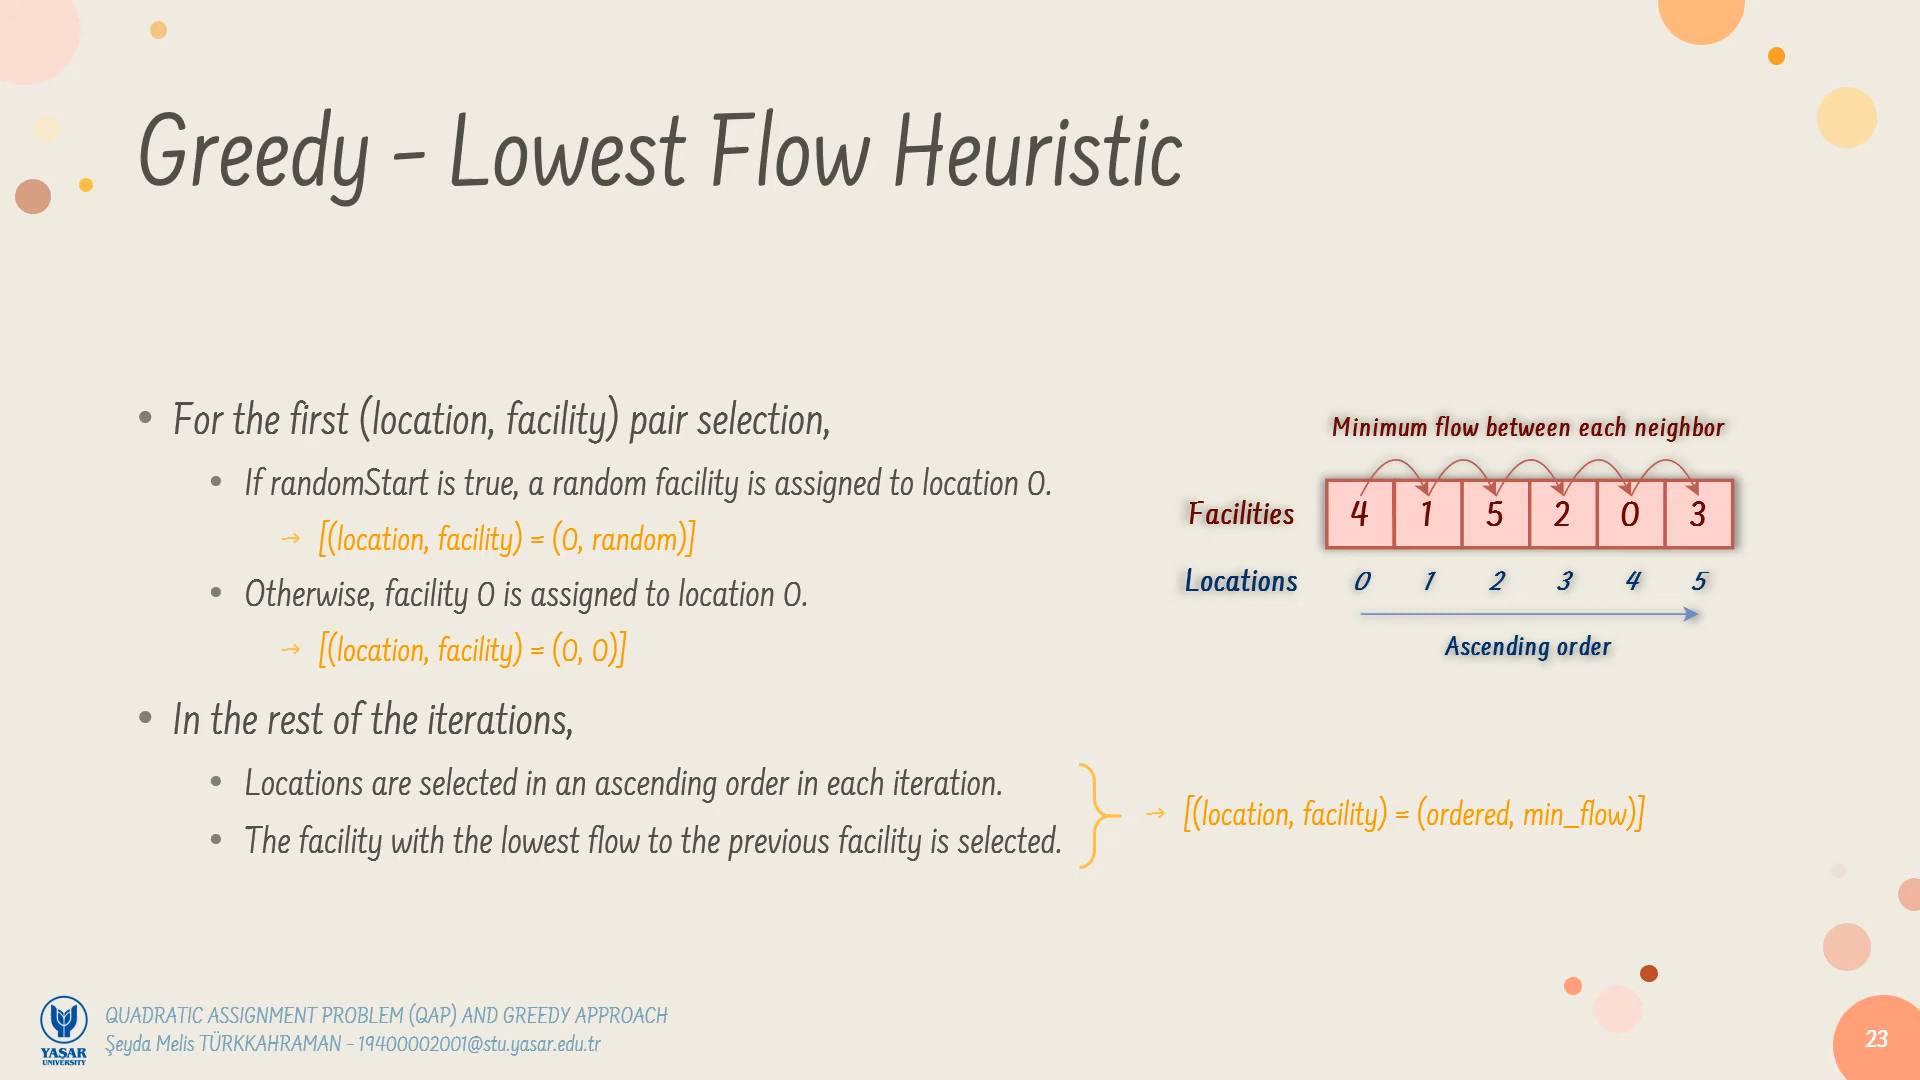 Greedy - Lowest Flow Heuristic
• For the first (location, facility) pair selection,
• If randomStart is true, a random facility is assigned to location 0.
→ [(location, facility) = (0, random)]
• Otherwise, facility 0 is assigned to location 0.
→ [(location, facility) = (0, 0)]
• In the rest of the iterations,
• Locations are selected in an ascending order in each iteration.
• The facility with the lowest flow to the previous facility is selected.
→ [(location, facility) = (ordered, min_flow)]
Minimum flow between each neighbor
Facilities 4 1 5 2 0 3
Locations 0 1 2 3 4 5
Ascending order
YAŞAR
UNIVERSITY
QUADRATIC ASSIGNMENT PROBLEM (QAP) AND GREEDY APPROACH
Şeyda Melis TÜRKKAHRAMAN - 19400002001@stu.yasar.edu.tr
23